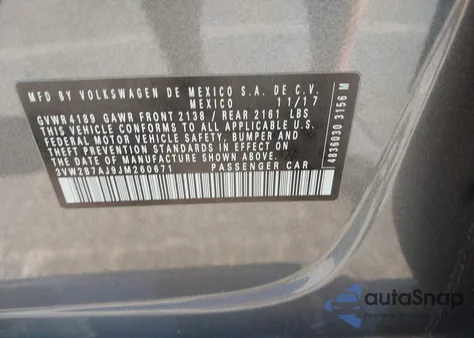 MFD BY VOLKSWAGEN DE MEXICO S.A. DE C.V.
MEXICO 11/17
GVWR 4189 GAWR FRONT 2138 / REAR 2161 LBS
THIS VEHICLE CONFORMS TO ALL APPLICABLE U.S.
FEDERAL MOTOR VEHICLE SAFETY, BUMPER AND
THEFT PREVENTION STANDARDS IN EFFECT ON
THE DATE OF MANUFACTURE SHOWN ABOVE.
3VW2B7AJ9JM260671 PASSENGER CAR
4836030 3156 M
autoSnap